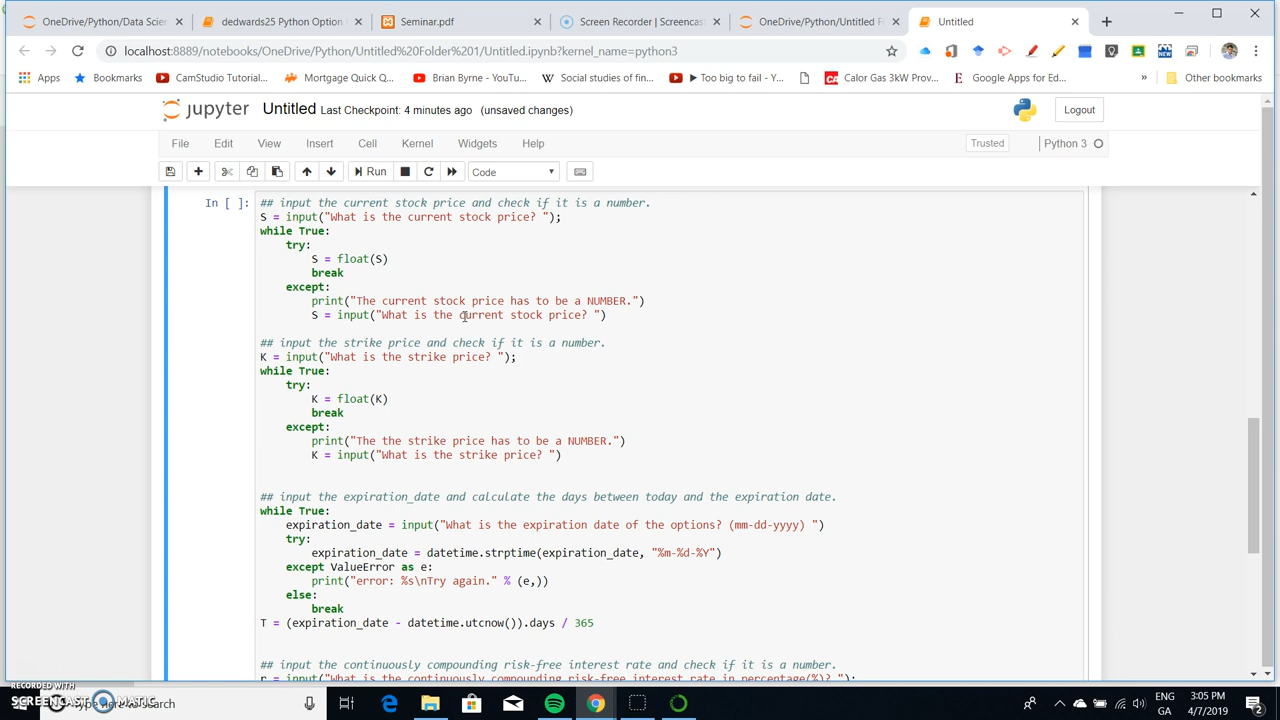 OneDrive/Python/Data Scien
dedwards25 Python Option
Seminar.pdf
Screen Recorder | Screencast
OneDrive/Python/Untitled Fo
Untitled
localhost:8889/notebooks/OneDrive/Python/Untitled%20Folder%201/Untitled.ipynb?kernel_name=python3
Apps
Bookmarks
CamStudio Tutorial...
Mortgage Quick Q...
Brian Byrne - YouTu...
Social studies of fin...
Too big to fail - Y...
Calor Gas 3kW Prov...
Google Apps for Ed...
»
Other bookmarks
jupyter Untitled Last Checkpoint: 4 minutes ago (unsaved changes)
Logout
File Edit View Insert Cell Kernel Widgets Help
Trusted
Python 3
Run
Code
In [ ]:
## input the current stock price and check if it is a number.
S = input("What is the current stock price? ");
while True:
    try:
        S = float(S)
        break
    except:
        print("The current stock price has to be a NUMBER.")
        S = input("What is the current stock price? ")
## input the strike price and check if it is a number.
K = input("What is the strike price? ");
while True:
    try:
        K = float(K)
        break
    except:
        print("The the strike price has to be a NUMBER.")
        K = input("What is the strike price? ")
## input the expiration_date and calculate the days between today and the expiration date.
while True:
    expiration_date = input("What is the expiration date of the options? (mm-dd-yyyy) ")
    try:
        expiration_date = datetime.strptime(expiration_date, "%m-%d-%Y")
    except ValueError as e:
        print("error: %s\nTry again." % (e,))
    else:
        break
T = (expiration_date - datetime.utcnow()).days / 365
## input the continuously compounding risk-free interest rate and check if it is a number.
r = input("What is the continuously compounding risk-free interest rate in percentage(%)? ");
RECORDED WITH
SCREENCAST MATIC
ype here to search
ENG
GA
3:05 PM
4/7/2019
2